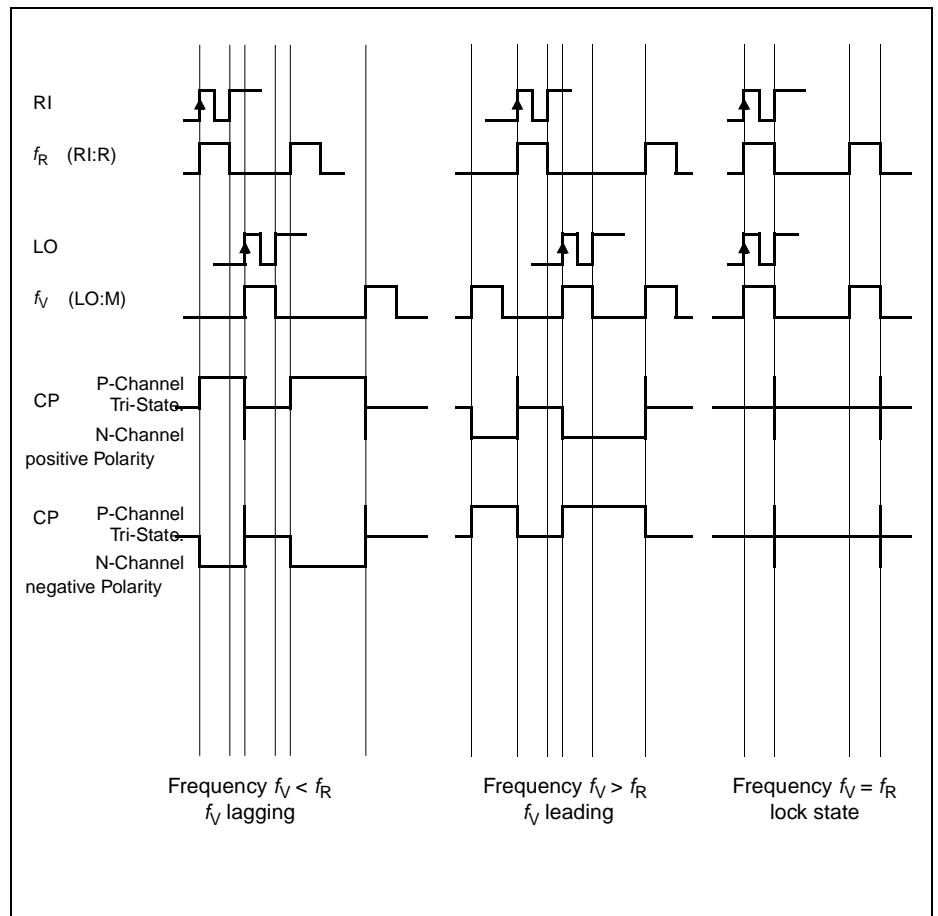 RI
fR (RI:R)
LO
fV (LO:M)
P-Channel
CP Tri-State.
N-Channel
positive Polarity
P-Channel
CP Tri-State.
N-Channel
negative Polarity
Frequency fV < fR
fV lagging
Frequency fV > fR
fV leading
Frequency fV = fR
lock state